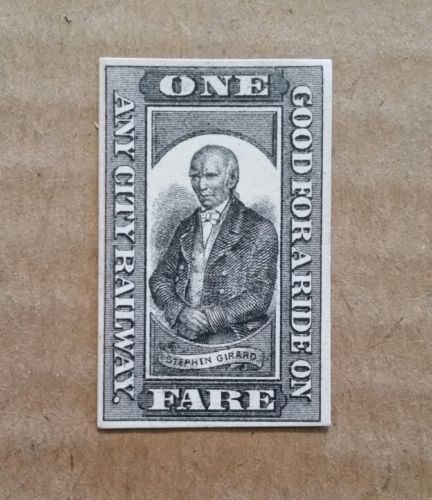 ONE
GOOD FOR A RIDE ON
ANY CITY RAILWAY.
STEPHEN GIRARD
FARE